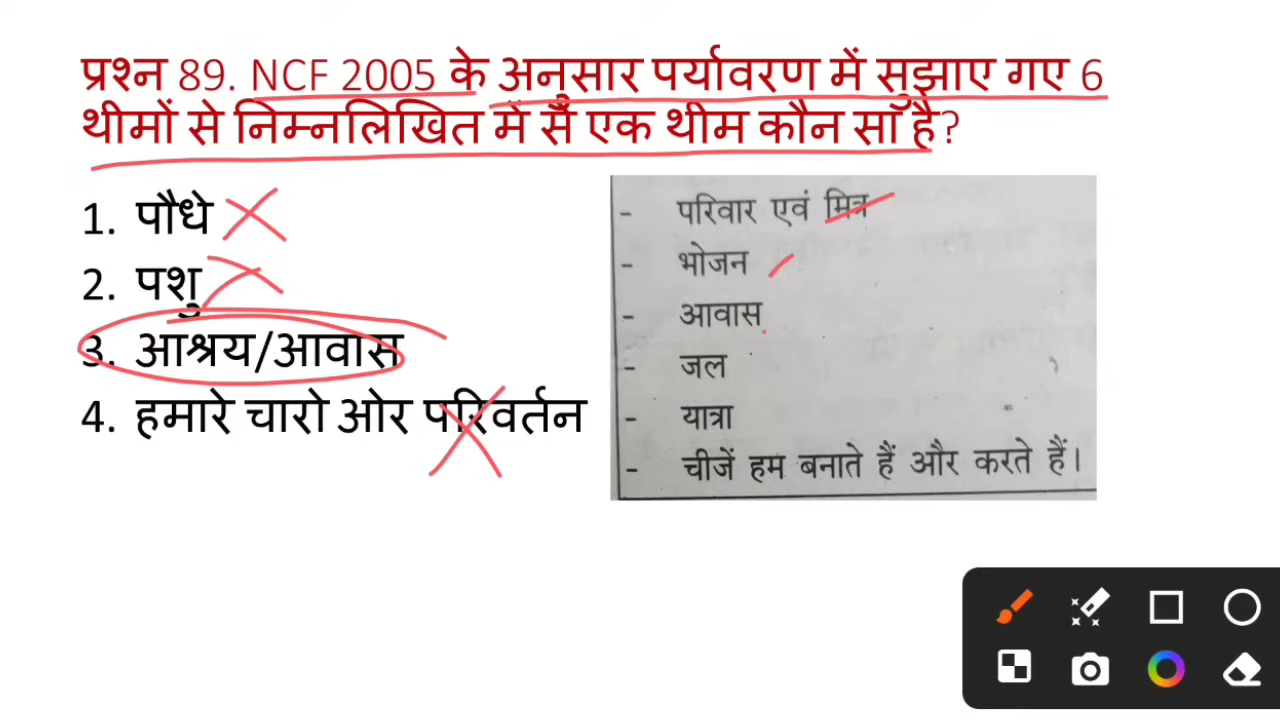 प्रश्न 89. NCF 2005 के अनुसार पर्यावरण में सुझाए गए 6
थीमों से निम्नलिखित में से एक थीम कौन सा है?
1. पौधे
2. पशु
3. आश्रय/आवास
4. हमारे चारो ओर परिवर्तन
- परिवार एवं मित्र
- भोजन
- आवास
- जल
- यात्रा
- चीजें हम बनाते हैं और करते हैं।